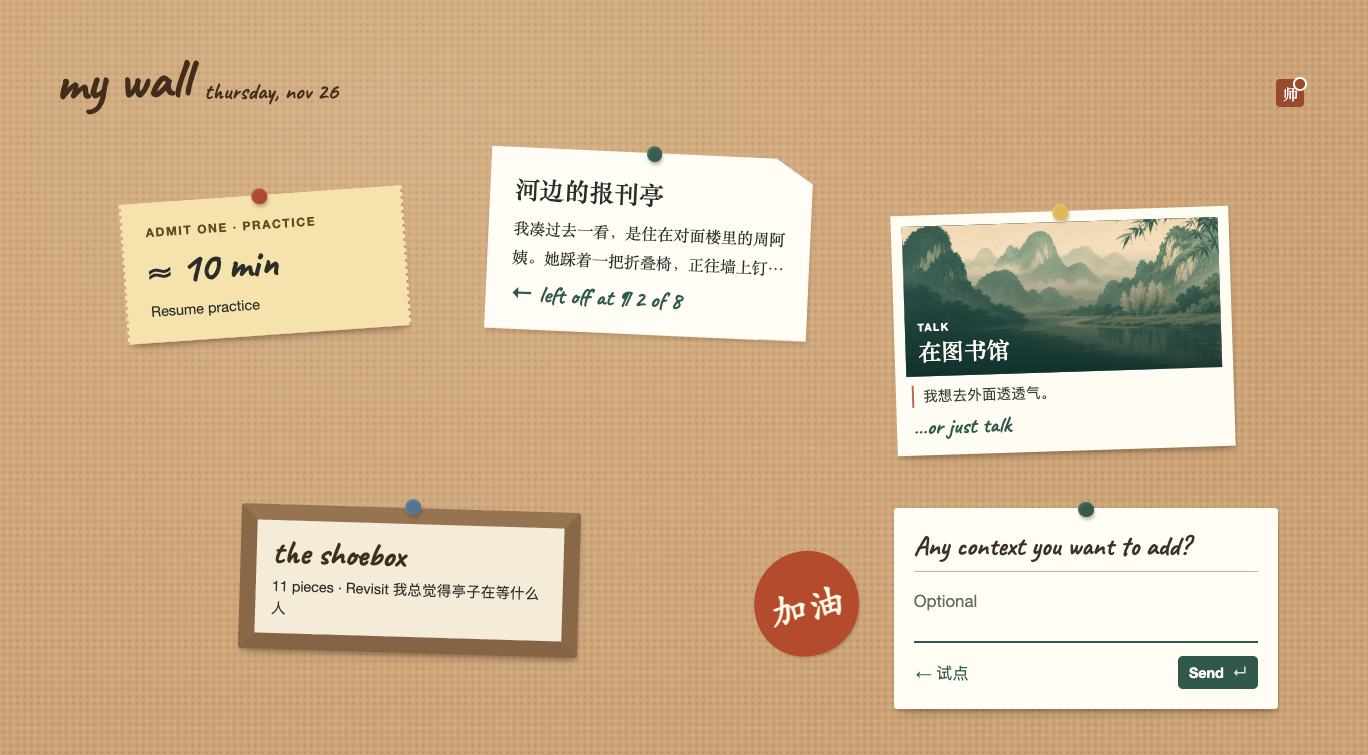 my wall thursday, nov 26
师
ADMIT ONE · PRACTICE
≈ 10 min
Resume practice
河边的报刊亭
我凑过去一看，是住在对面楼里的周阿
姨。她踩着一把折叠椅，正往墙上钉…
← left off at ¶ 2 of 8
TALK
在图书馆
我想去外面透透气。
...or just talk
the shoebox
11 pieces · Revisit 我总觉得亭子在等什么
人
加油
Any context you want to add?
Optional
← 试点
Send ↵